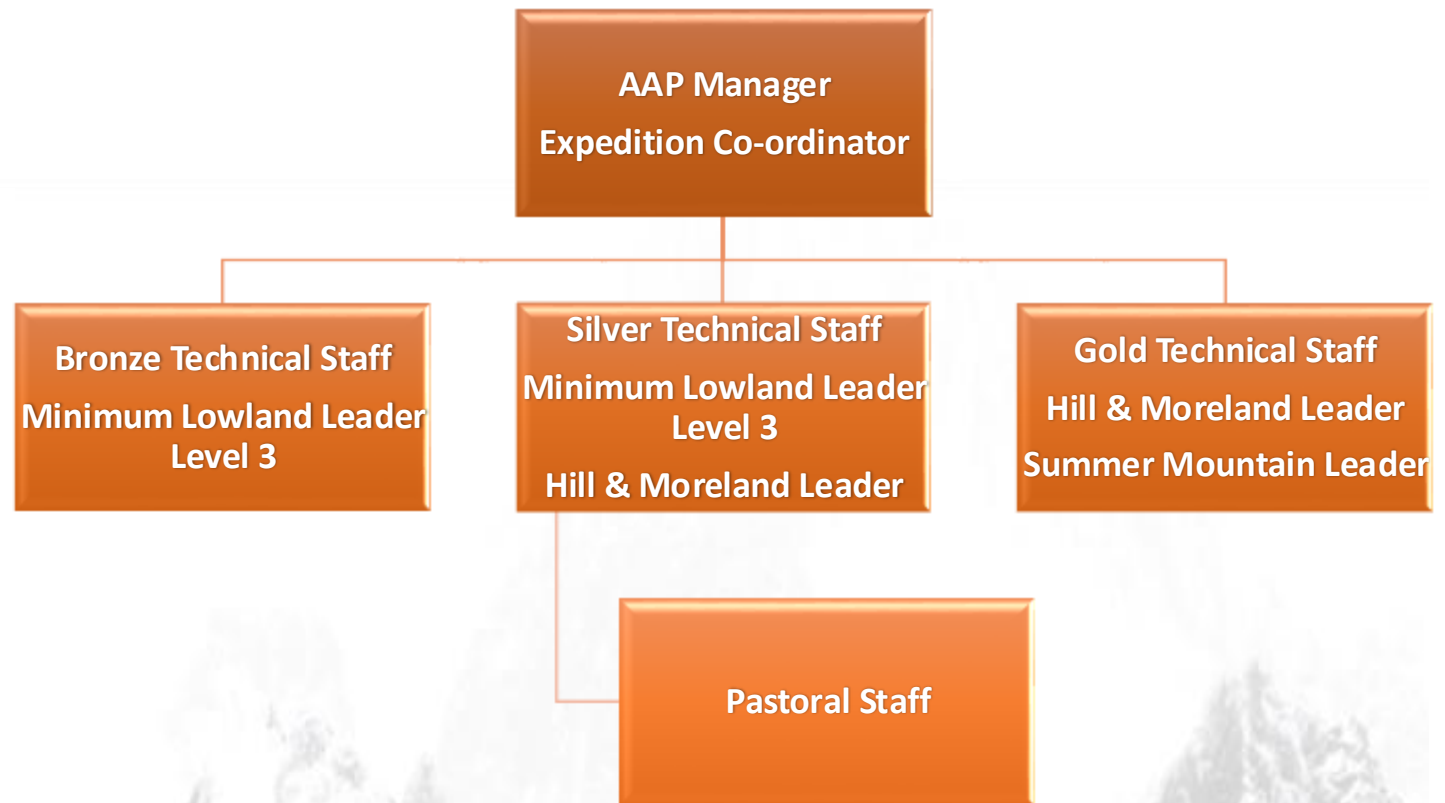 AAP Manager
Expedition Co-ordinator
Bronze Technical Staff
Minimum Lowland Leader
Level 3
Silver Technical Staff
Minimum Lowland Leader
Level 3
Hill & Moreland Leader
Gold Technical Staff
Hill & Moreland Leader
Summer Mountain Leader
Pastoral Staff